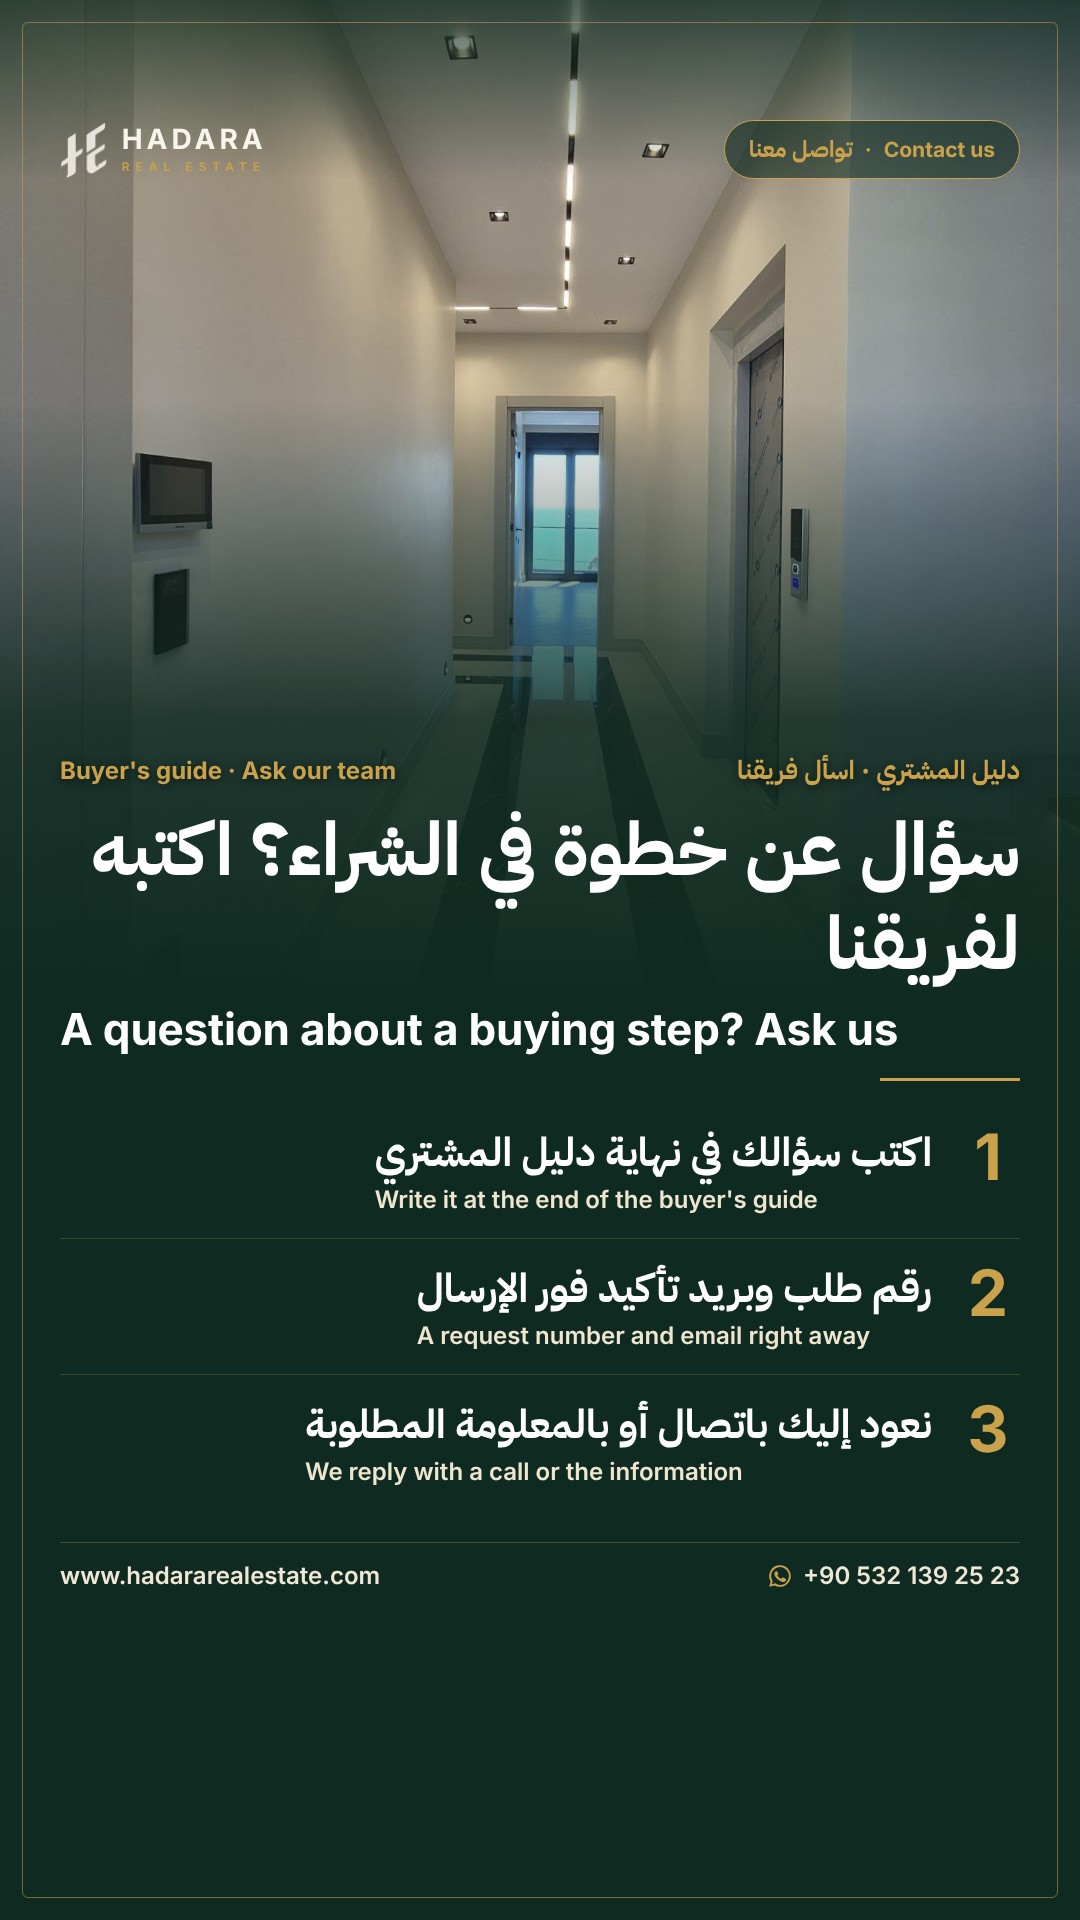 HADARA
REAL ESTATE
تواصل معنا · Contact us
دليل المشتري · اسأل فريقنا
Buyer's guide · Ask our team
سؤال عن خطوة في الشراء؟ اكتبه
لفريقنا
A question about a buying step? Ask us
1
اكتب سؤالك في نهاية دليل المشتري
Write it at the end of the buyer's guide
2
رقم طلب وبريد تأكيد فور الإرسال
A request number and email right away
3
نعود إليك باتصال أو بالمعلومة المطلوبة
We reply with a call or the information
www.hadararealestate.com
+90 532 139 25 23